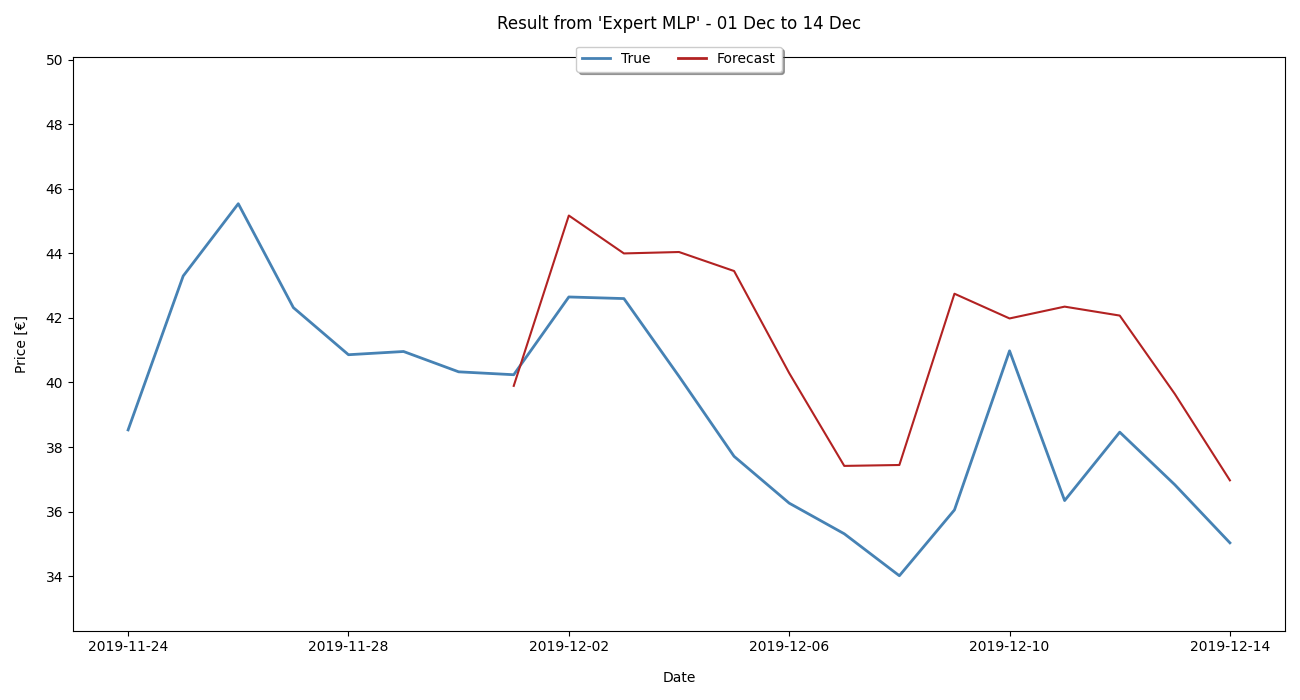 Result from 'Expert MLP' - 01 Dec to 14 Dec
True Forecast
50
48
46
44
42
40
38
36
34
Price [€]
2019-11-24 2019-11-28 2019-12-02 2019-12-06 2019-12-10 2019-12-14
Date